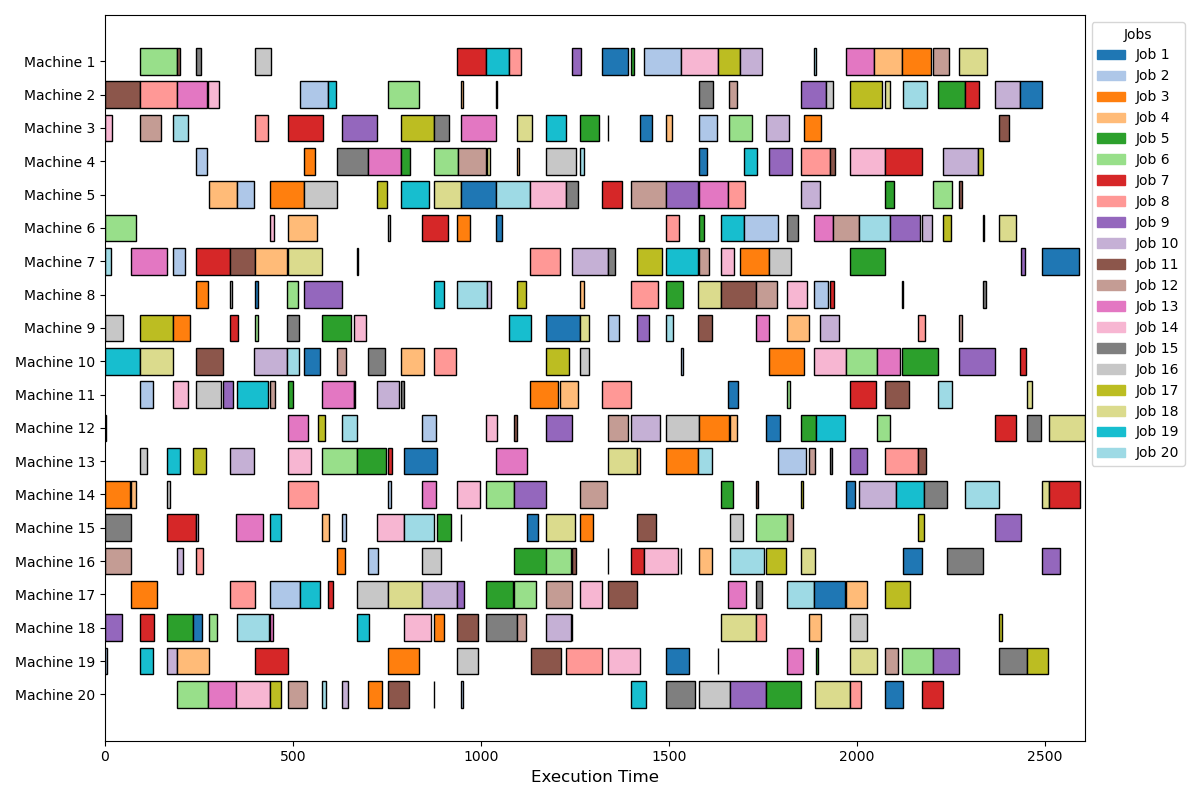 Machine 1
Machine 2
Machine 3
Machine 4
Machine 5
Machine 6
Machine 7
Machine 8
Machine 9
Machine 10
Machine 11
Machine 12
Machine 13
Machine 14
Machine 15
Machine 16
Machine 17
Machine 18
Machine 19
Machine 20
0 500 1000 1500 2000 2500
Execution Time
Jobs
Job 1
Job 2
Job 3
Job 4
Job 5
Job 6
Job 7
Job 8
Job 9
Job 10
Job 11
Job 12
Job 13
Job 14
Job 15
Job 16
Job 17
Job 18
Job 19
Job 20